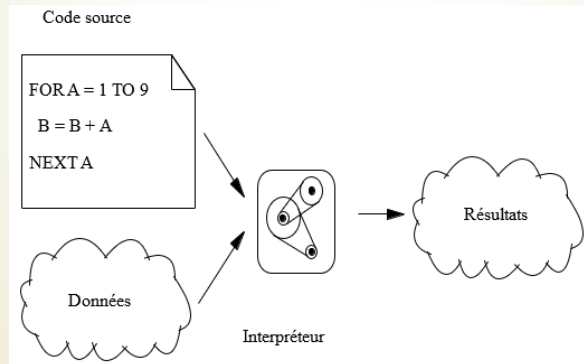 Code source
FOR A = 1 TO 9
B = B + A
NEXT A
Données
Interpréteur
Résultats